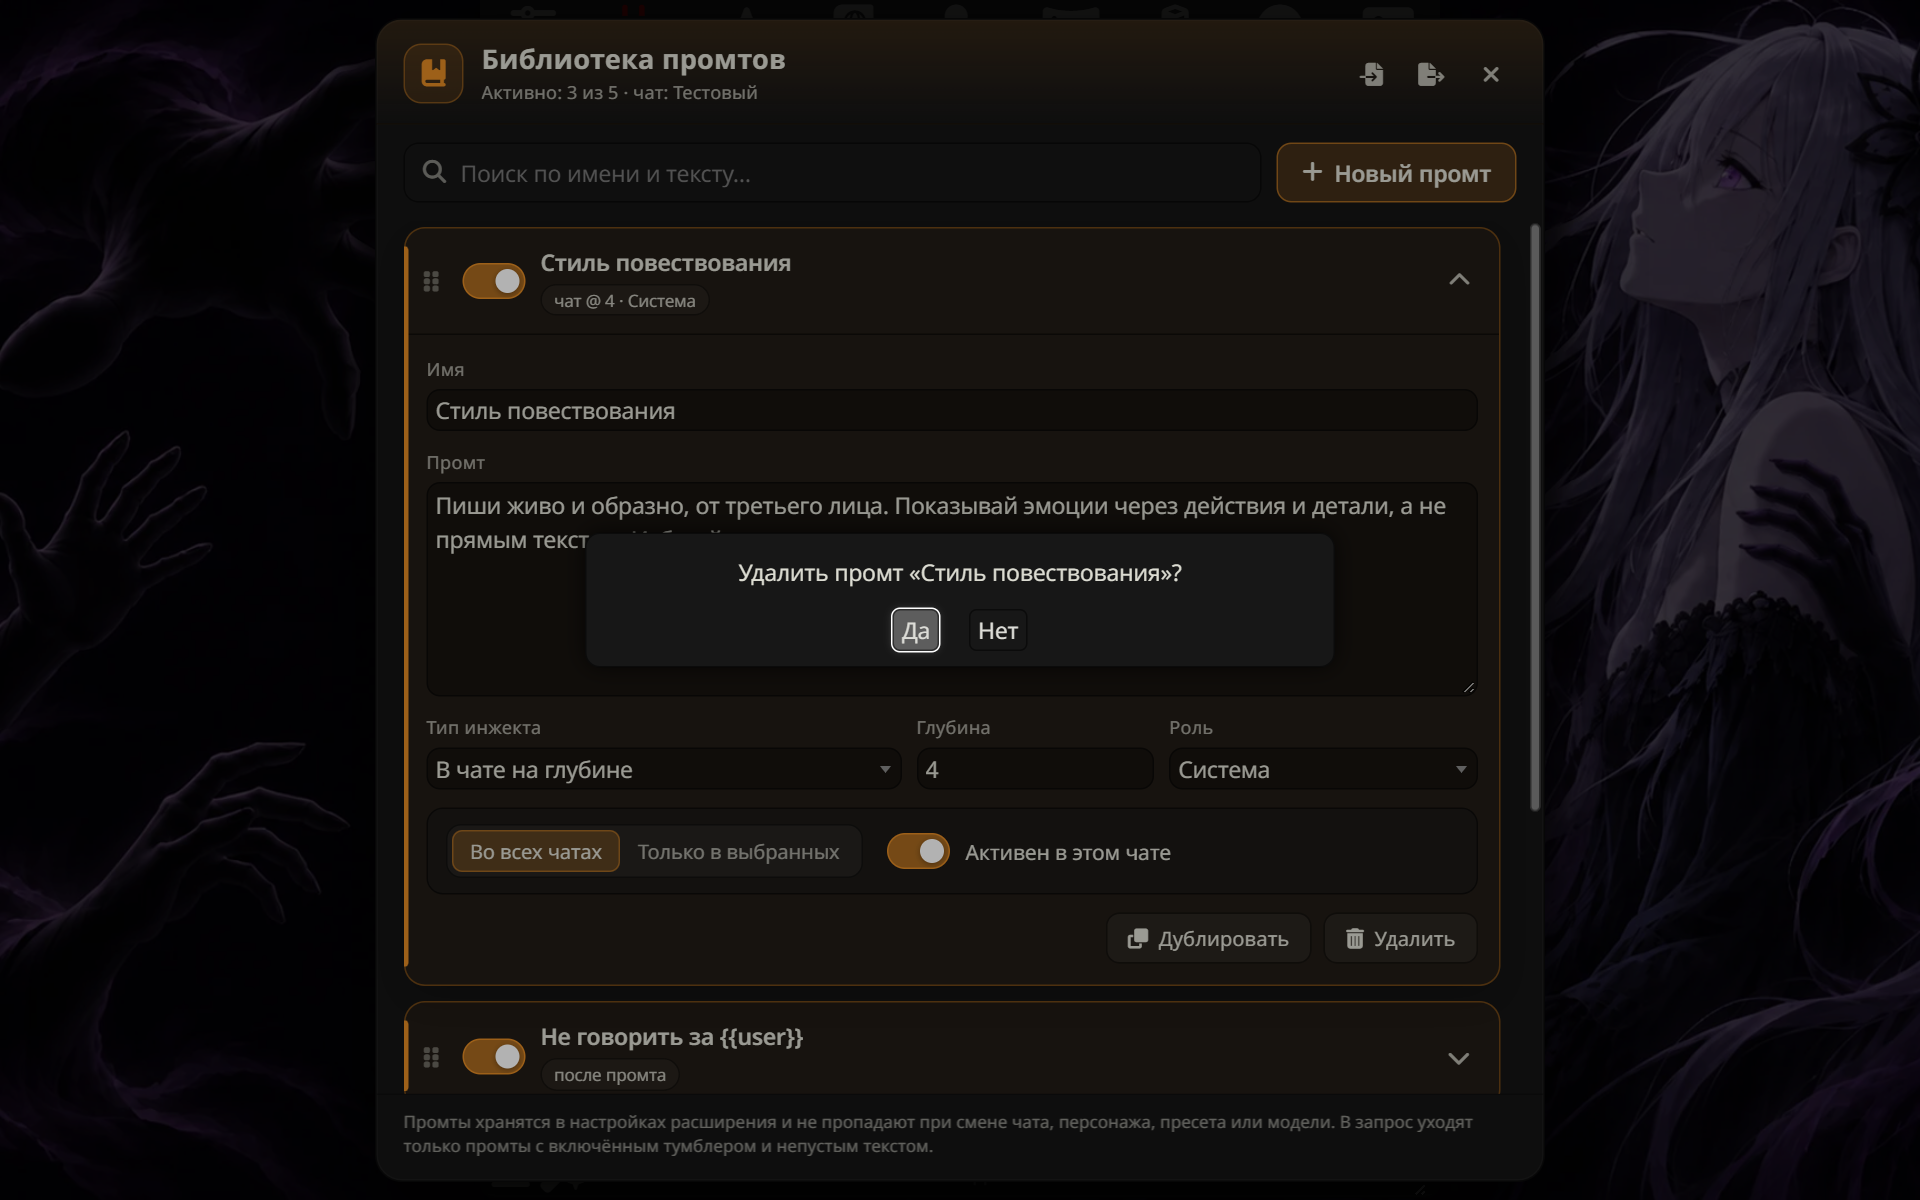 Библиотека промтов
Активно: 3 из 5 · чат: Тестовый
Поиск по имени и тексту...
Новый промт
Стиль повествования
чат @ 4 · Система
Имя
Стиль повествования
Промт
Пиши живо и образно, от третьего лица. Показывай эмоции через действия и детали, а не
прямым
Удалить промт «Стиль повествования»?
Да Нет
Тип инжекта Глубина Роль
В чате на глубине 4 Система
Во всех чатах Только в выбранных Активен в этом чате
Дублировать Удалить
Не говорить за {{user}}
после промта
Промты хранятся в настройках расширения и не пропадают при смене чата, персонажа, пресета или модели. В запрос уходят
только промты с включённым тумблером и непустым текстом.